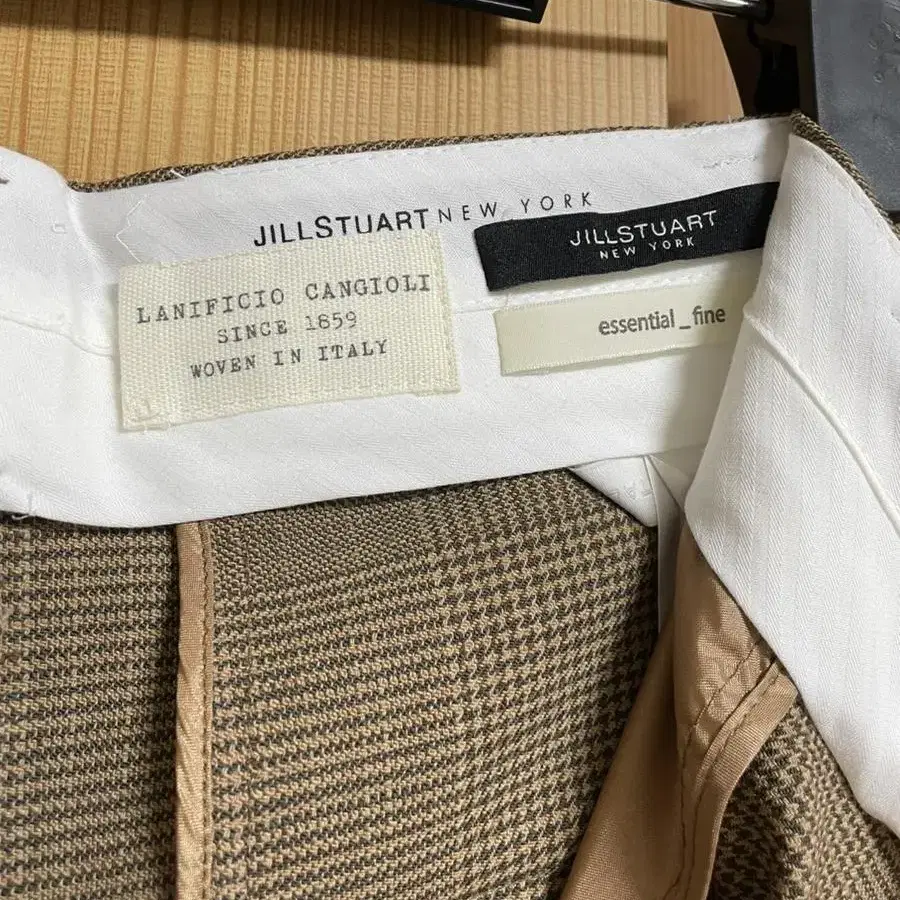 JILLSTUART NEW YORK
JILLSTUART
NEW YORK
LANIFICIO CANGIOLI
SINCE 1859
WOVEN IN ITALY
essential_fine